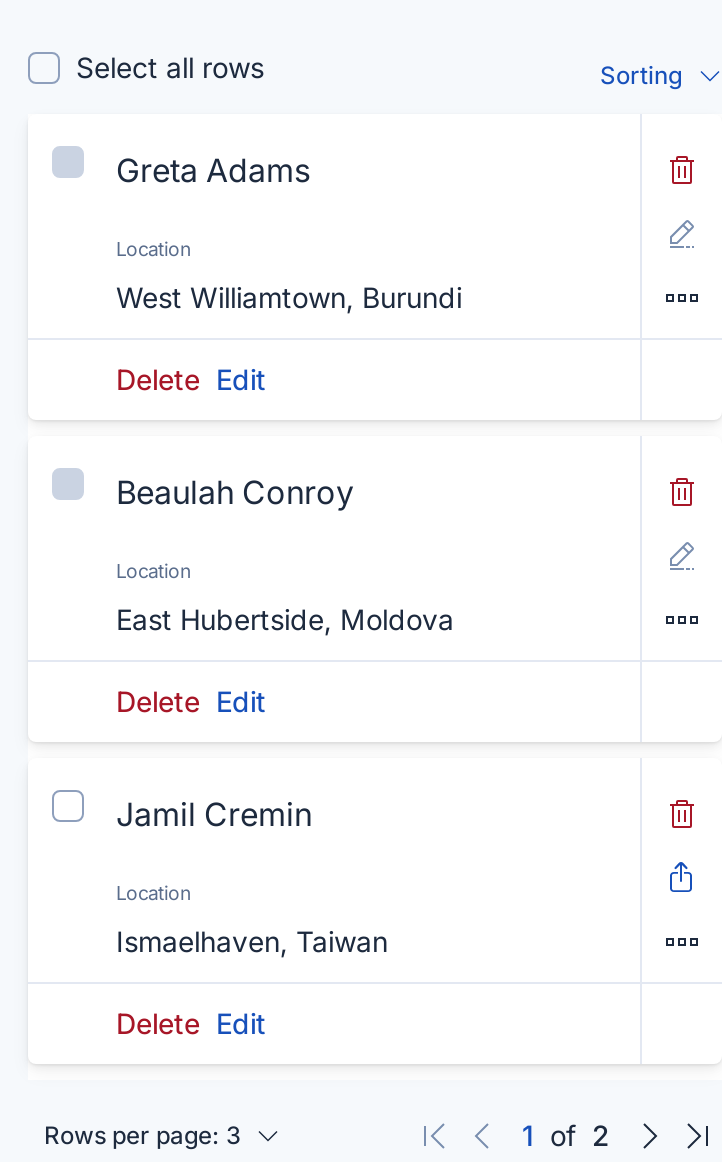 Select all rows
Sorting
Greta Adams
Location
West Williamtown, Burundi
Delete Edit
Beaulah Conroy
Location
East Hubertside, Moldova
Delete Edit
Jamil Cremin
Location
Ismaelhaven, Taiwan
Delete Edit
Rows per page: 3 1 of 2